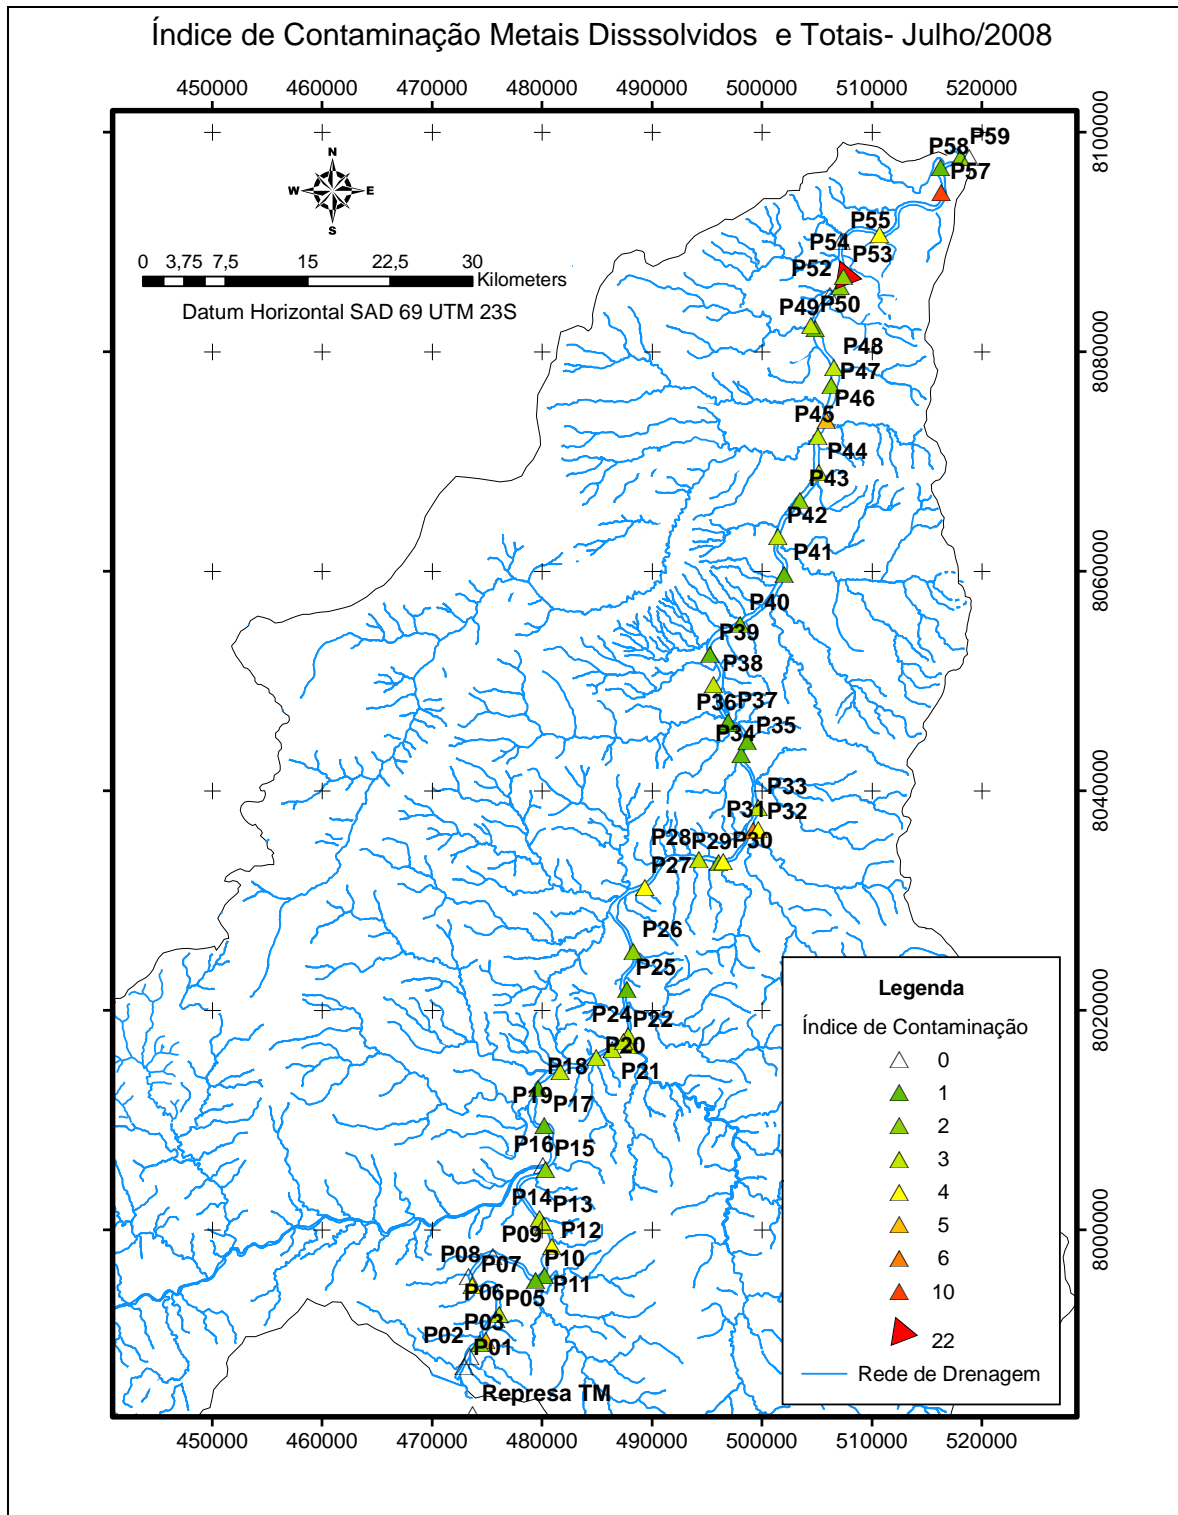 Índice de Contaminação Metais Disssolvidos e Totais- Julho/2008
450000 460000 470000 480000 490000 500000 510000 520000
8100000
8080000
8060000
8040000
8020000
8000000
N
W E
S
0 3,75 7,5 15 22,5 30
Kilometers
Datum Horizontal SAD 69 UTM 23S
P59
P58
P57
P55
P54
P53
P52
P50
P49
P48
P47
P46
P45
P44
P43
P42
P41
P40
P39
P38
P37
P36
P35
P34
P33
P32
P31
P30
P29
P28
P27
P26
P25
P24
P22
P20
P21
P18
P19
P17
P16
P15
P14
P13
P12
P09
P10
P11
P08
P07
P06
P05
P03
P02
P01
Represa TM
Legenda
Índice de Contaminação
0
1
2
3
4
5
6
10
22
Rede de Drenagem
450000 460000 470000 480000 490000 500000 510000 520000